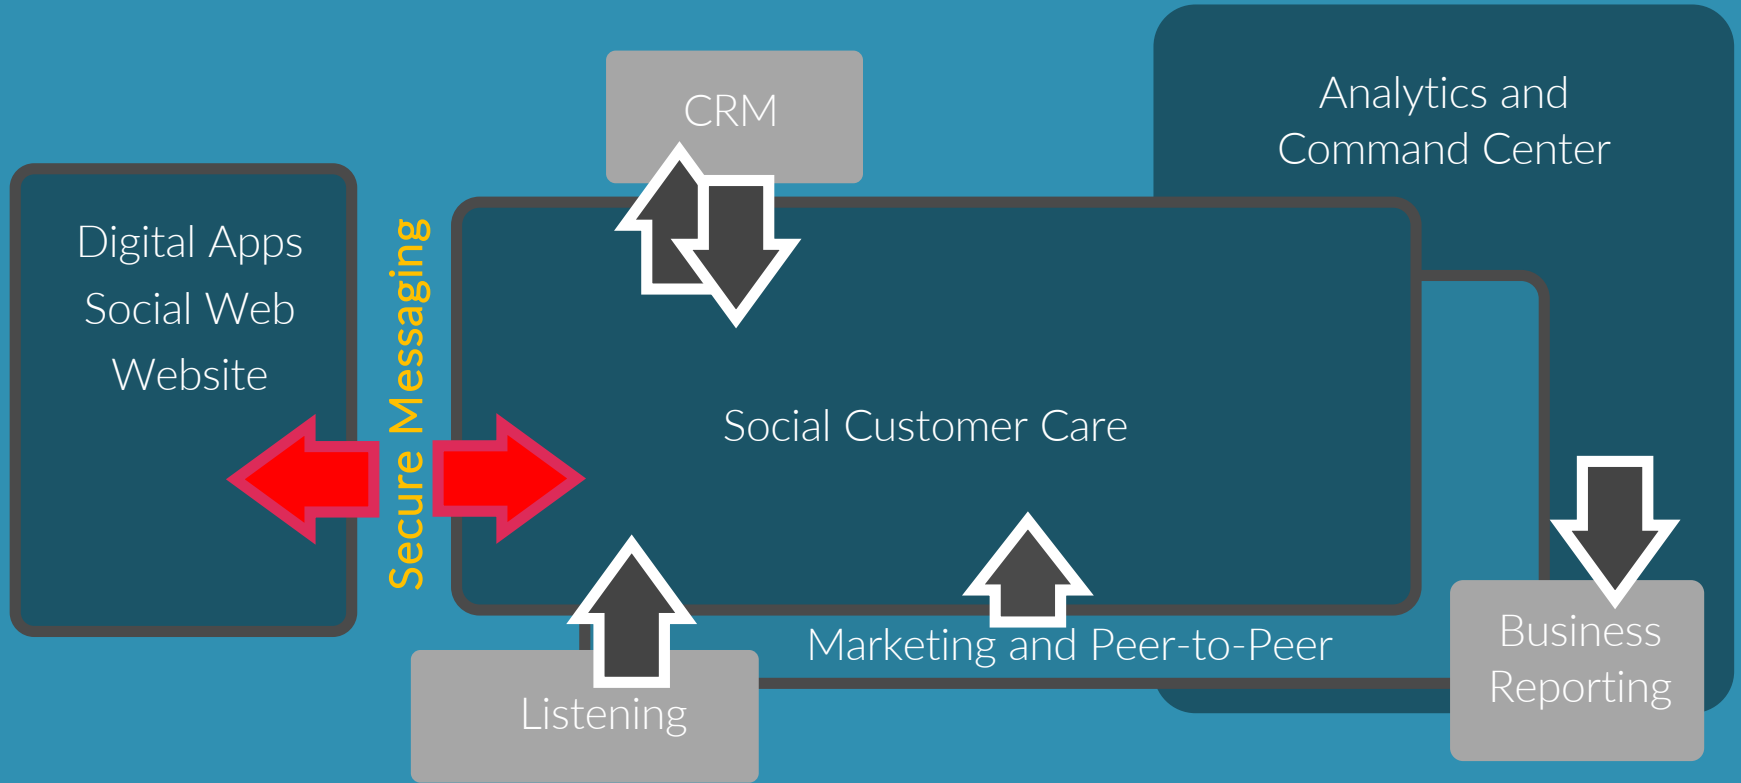 CRM
Analytics and
Command Center
Digital Apps
Social Web
Website
Secure Messaging
Social Customer Care
Marketing and Peer-to-Peer
Business
Reporting
Listening